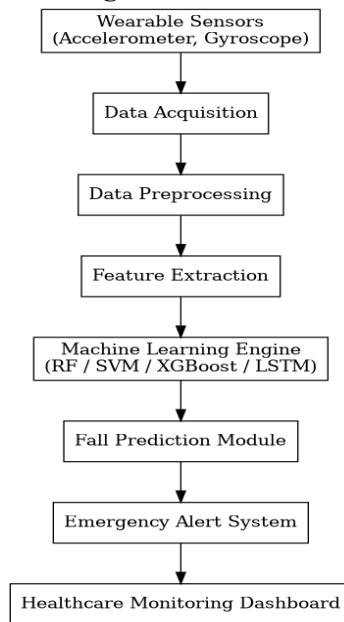 Wearable Sensors
(Accelerometer, Gyroscope)
Data Acquisition
Data Preprocessing
Feature Extraction
Machine Learning Engine
(RF / SVM / XGBoost / LSTM)
Fall Prediction Module
Emergency Alert System
Healthcare Monitoring Dashboard